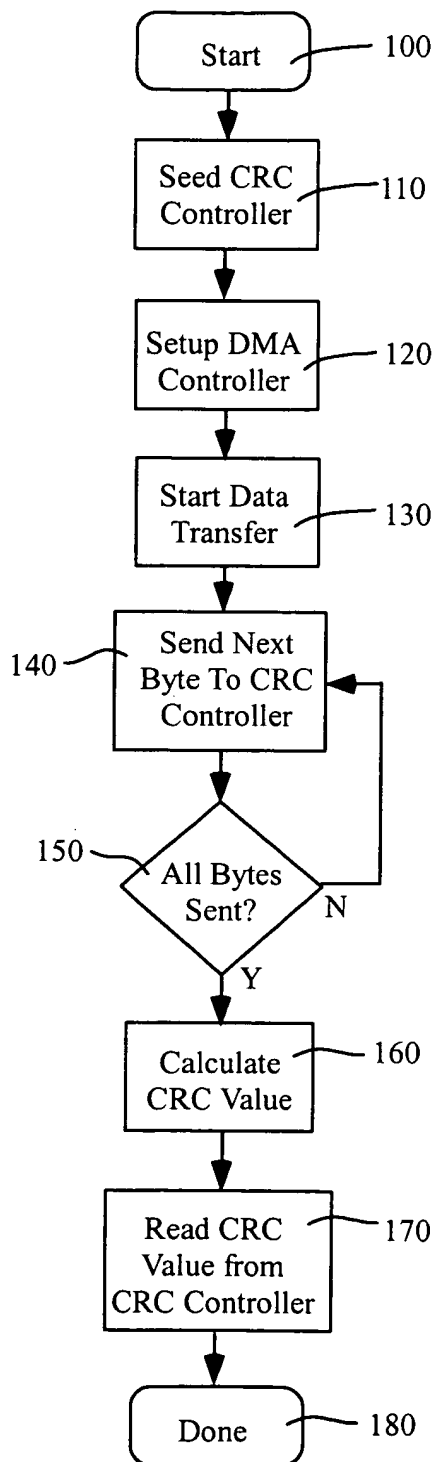 Start
100
Seed CRC
Controller
110
Setup DMA
Controller
120
Start Data
Transfer
130
140
Send Next
Byte To CRC
Controller
150
All Bytes
Sent?
N
Y
Calculate
CRC Value
160
Read CRC
Value from
CRC Controller
170
Done
180